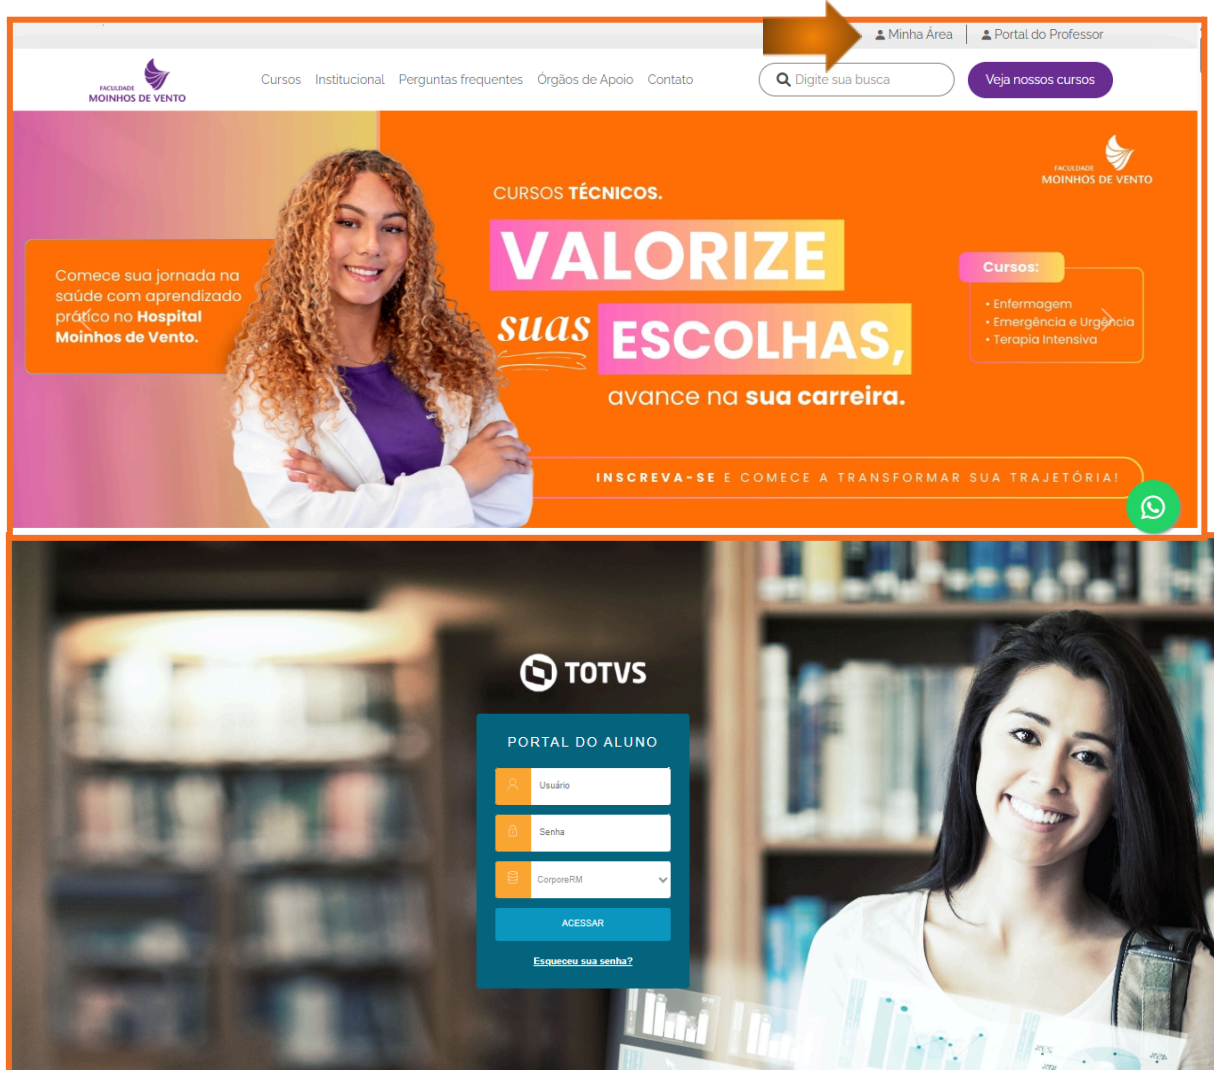 Minha Área
Portal do Professor
FACULDADE
MOINHOS DE VENTO
Cursos Institucional Perguntas frequentes Órgãos de Apoio Contato
Digite sua busca
Veja nossos cursos
FACULDADE
MOINHOS DE VENTO
CURSOS TÉCNICOS.
VALORIZE
suas ESCOLHAS,
avance na sua carreira.
Comece sua jornada na
saúde com aprendizado
prático no Hospital
Moinhos de Vento.
Cursos:
• Enfermagem
• Emergência e Urgência
• Terapia Intensiva
INSCREVA-SE E COMECE A TRANSFORMAR SUA TRAJETÓRIA!
TOTVS
PORTAL DO ALUNO
Usuário
Senha
CorporeRM
ACESSAR
Esqueceu sua senha?